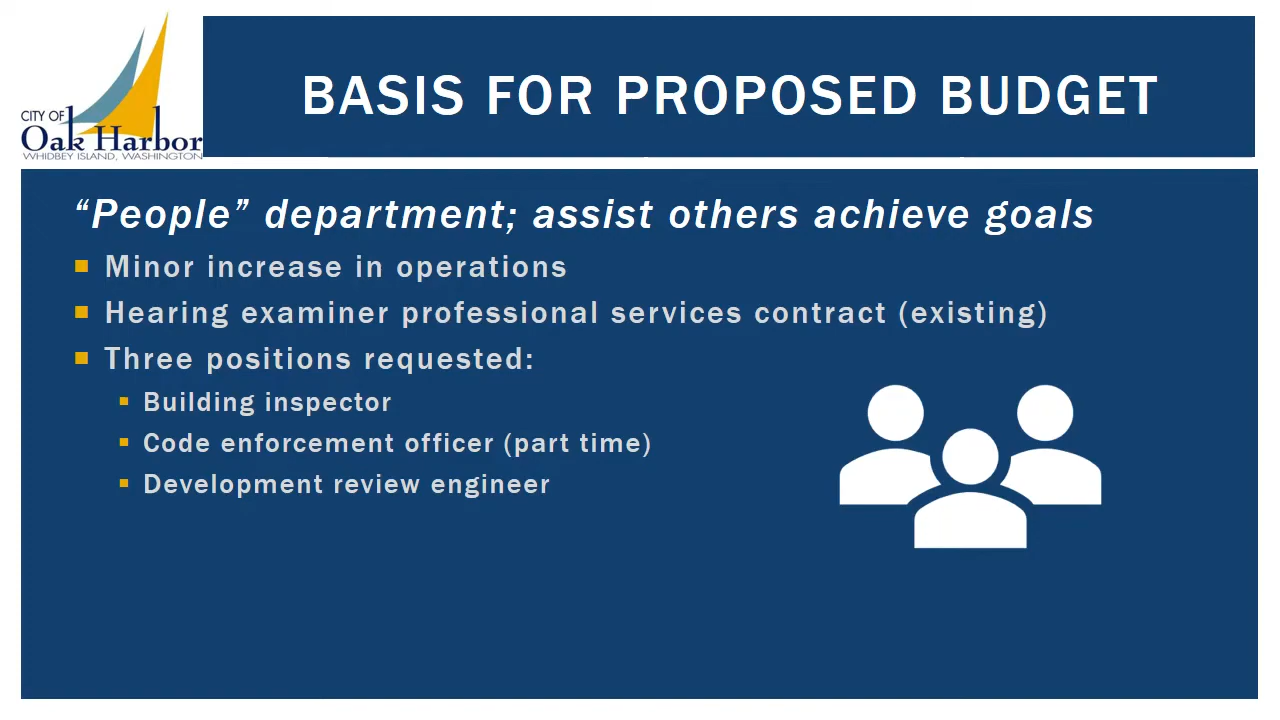 CITY OF
Oak Harbor
WHIDBEY ISLAND, WASHINGTON
BASIS FOR PROPOSED BUDGET
“People” department; assist others achieve goals
Minor increase in operations
Hearing examiner professional services contract (existing)
Three positions requested:
Building inspector
Code enforcement officer (part time)
Development review engineer